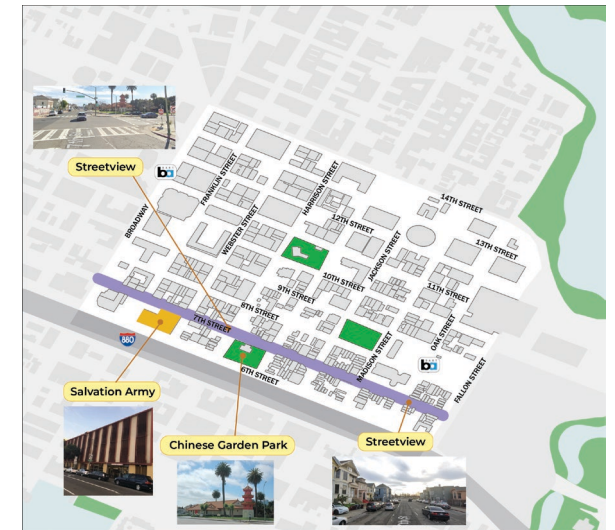 Streetview
14TH STREET
FRANKLIN STREET
HARRISON STREET
BROADWAY
WEBSTER STREET
12TH STREET
13TH STREET
JACKSON STREET
10TH STREET
11TH STREET
9TH STREET
8TH STREET
7TH STREET
OAK STREET
880
6TH STREET
MADISON STREET
FALLON STREET
Salvation Army
Chinese Garden Park
Streetview